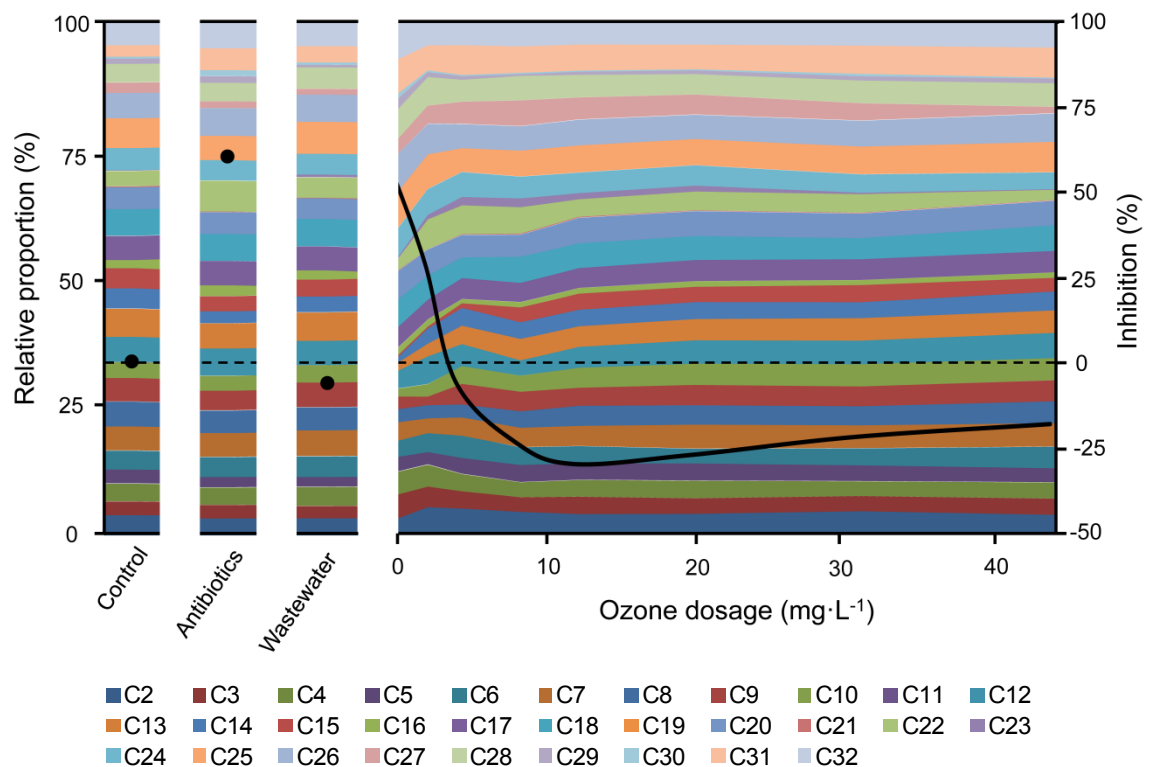 100
75
50
25
0
Relative proportion (%)
Control
Antibiotics
Wastewater
100
75
50
25
0
-25
-50
Inhibition (%)
0 10 20 30 40
Ozone dosage (mg·L⁻¹)
C2 C3 C4 C5 C6 C7 C8 C9 C10 C11 C12
C13 C14 C15 C16 C17 C18 C19 C20 C21 C22 C23
C24 C25 C26 C27 C28 C29 C30 C31 C32